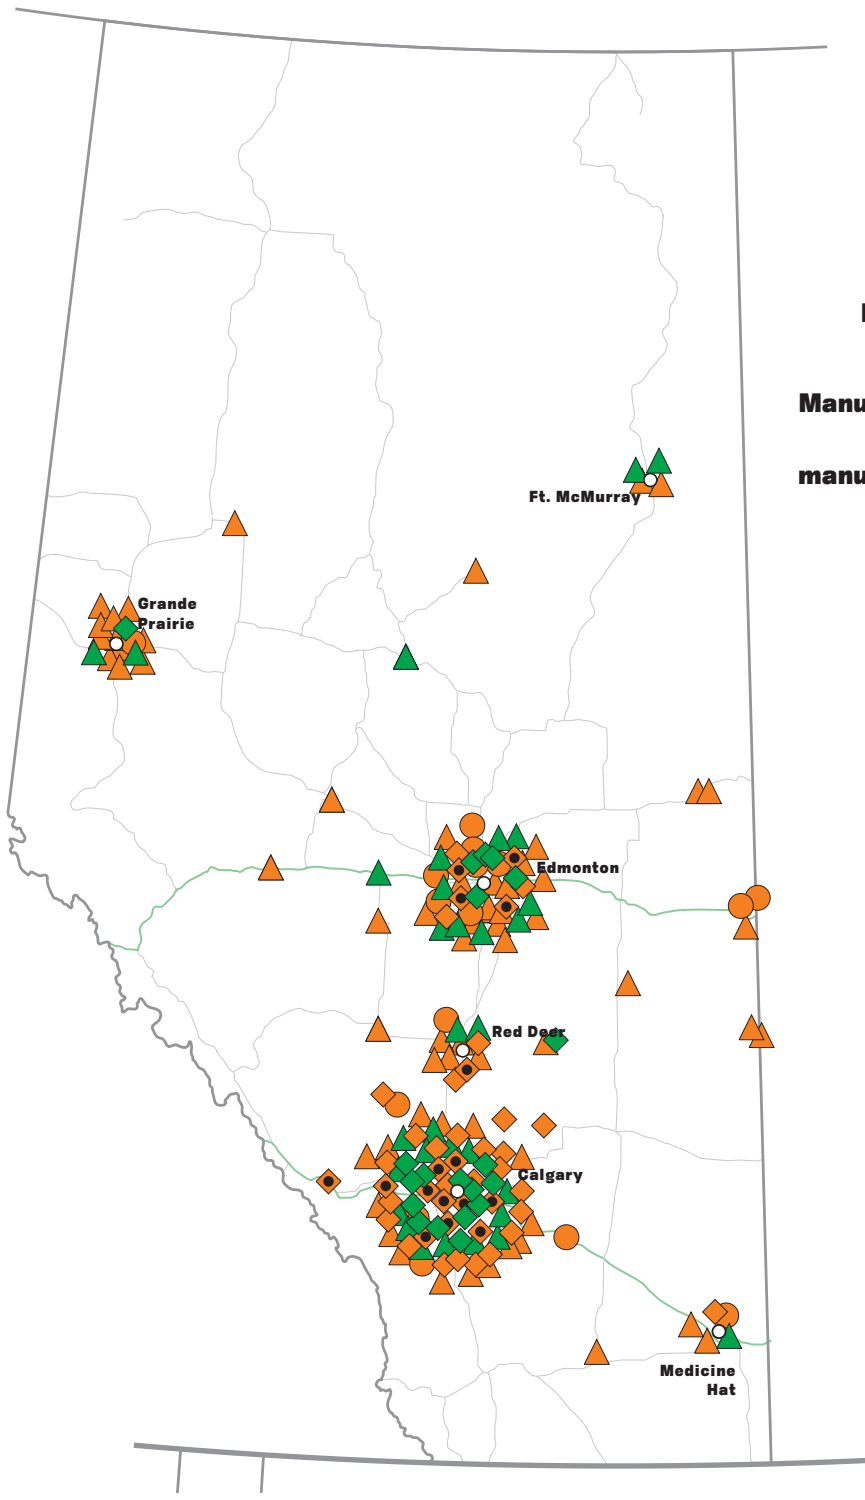 Manu
manu
Ft. McMurray
Grande
Prairie
Edmonton
Red Deer
Calgary
Medicine
Hat